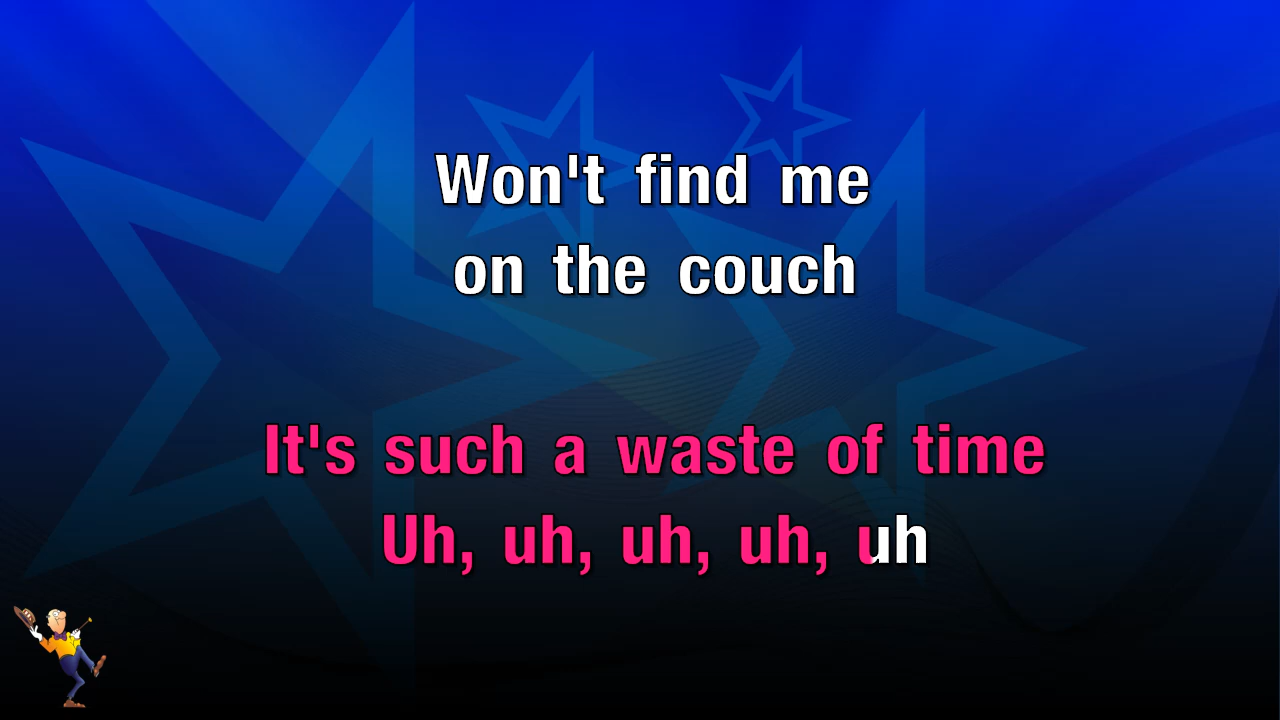 Won't find me
on the couch
It's such a waste of time
Uh, uh, uh, uh, uh